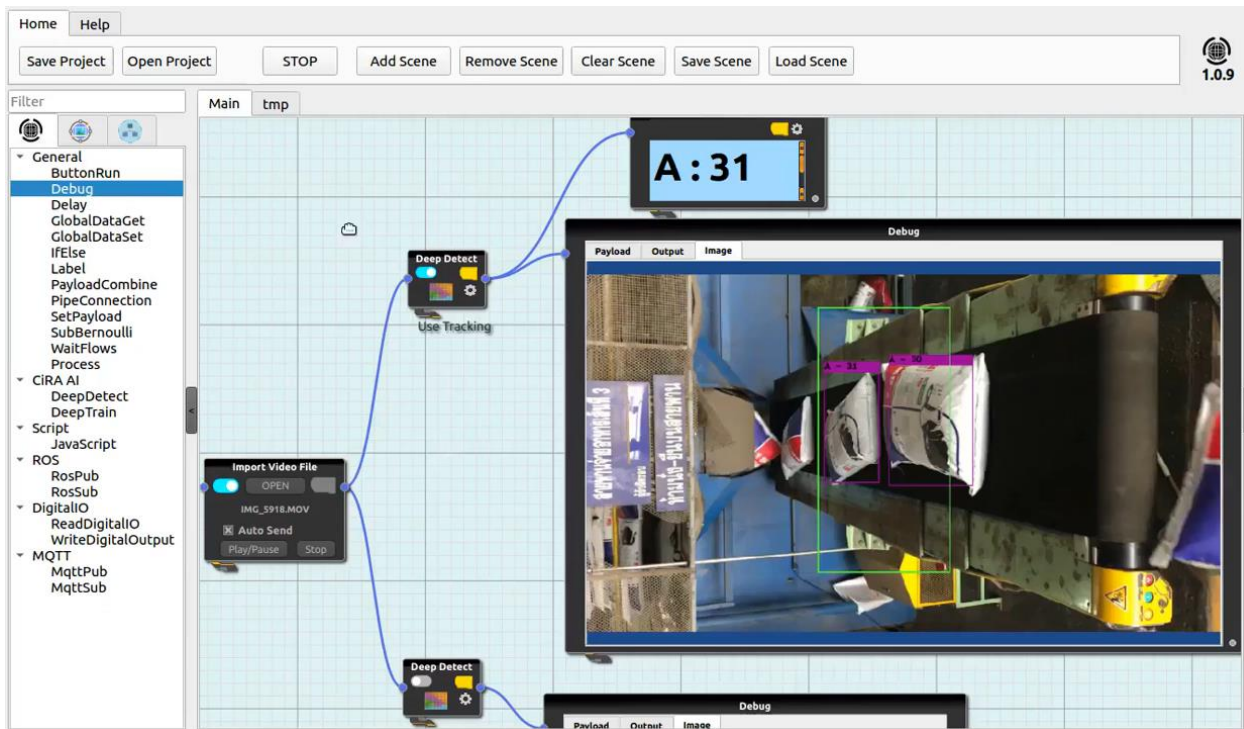 Home Help
Save Project Open Project STOP Add Scene Remove Scene Clear Scene Save Scene Load Scene
1.0.9
Filter
Main tmp
General
ButtonRun
Debug
Delay
GlobalDataGet
GlobalDataSet
IfElse
Label
PayloadCombine
PipeConnection
SetPayload
SubBernoulli
WaitFlows
Process
CiRA AI
DeepDetect
DeepTrain
Script
JavaScript
ROS
RosPub
RosSub
DigitalIO
ReadDigitalIO
WriteDigitalOutput
MQTT
MqttPub
MqttSub
A : 31
Deep Detect
Use Tracking
Debug
Payload Output Image
A - 31
A - 30
Import Video File
OPEN
IMG_5918.MOV
Auto Send
Play/Pause Stop
Deep Detect
Debug
Payload Output Image